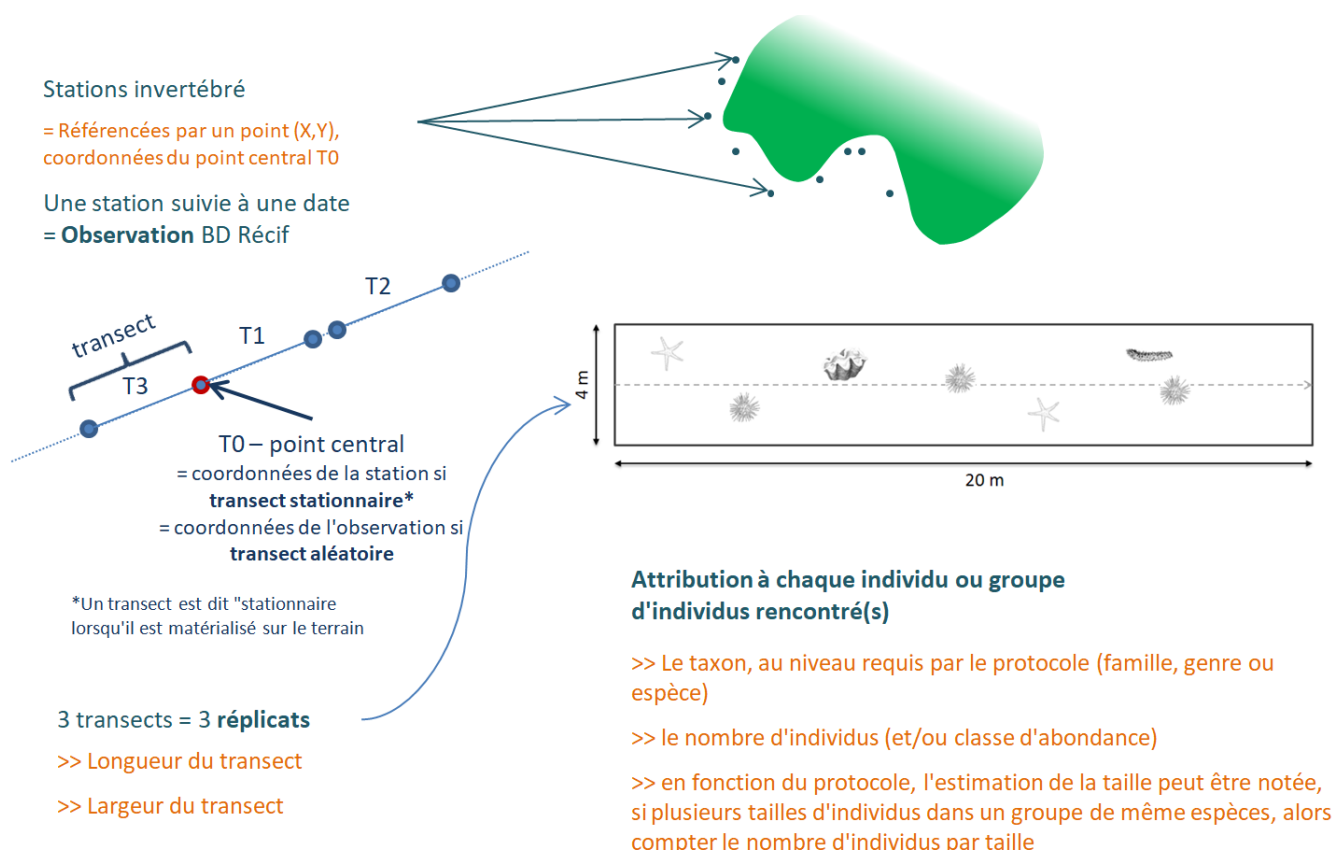 Stations invertébré
= Référencées par un point (X,Y),
coordonnées du point central T0
Une station suivie à une date
= Observation BD Récif
transect
T3
T1
T2
T0 – point central
= coordonnées de la station si
transect stationnaire*
= coordonnées de l'observation si
transect aléatoire
*Un transect est dit "stationnaire
lorsqu'il est matérialisé sur le terrain
3 transects = 3 réplicats
>> Longueur du transect
>> Largeur du transect
4 m
20 m
Attribution à chaque individu ou groupe
d'individus rencontré(s)
>> Le taxon, au niveau requis par le protocole (famille, genre ou
espèce)
>> le nombre d'individus (et/ou classe d'abondance)
>> en fonction du protocole, l'estimation de la taille peut être notée,
si plusieurs tailles d'individus dans un groupe de même espèces, alors
compter le nombre d'individus par taille